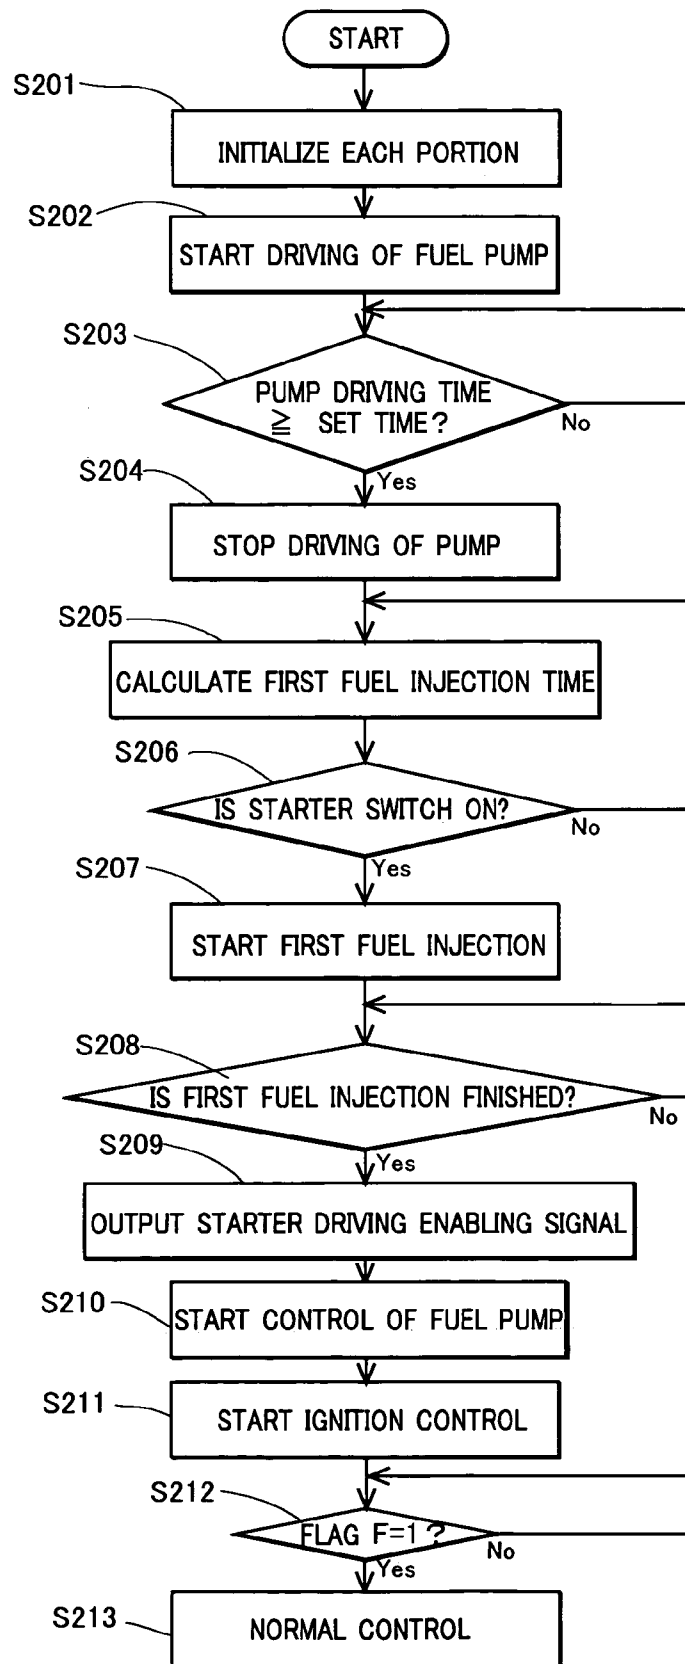 START
S201
INITIALIZE EACH PORTION
S202
START DRIVING OF FUEL PUMP
S203
PUMP DRIVING TIME
≧ SET TIME?
No
Yes
S204
STOP DRIVING OF PUMP
S205
CALCULATE FIRST FUEL INJECTION TIME
S206
IS STARTER SWITCH ON?
No
Yes
S207
START FIRST FUEL INJECTION
S208
IS FIRST FUEL INJECTION FINISHED?
No
Yes
S209
OUTPUT STARTER DRIVING ENABLING SIGNAL
S210
START CONTROL OF FUEL PUMP
S211
START IGNITION CONTROL
S212
FLAG F=1?
No
Yes
S213
NORMAL CONTROL